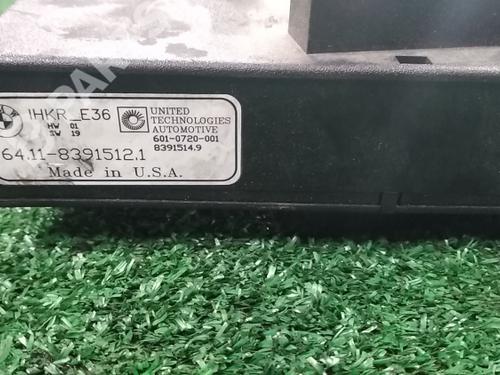 IHKR_E36
HW 01
SW 19
UNITED
TECHNOLOGIES
AUTOMOTIVE
601-0720-001
8391514.9
64.11-8391512.1
Made in U.S.A.